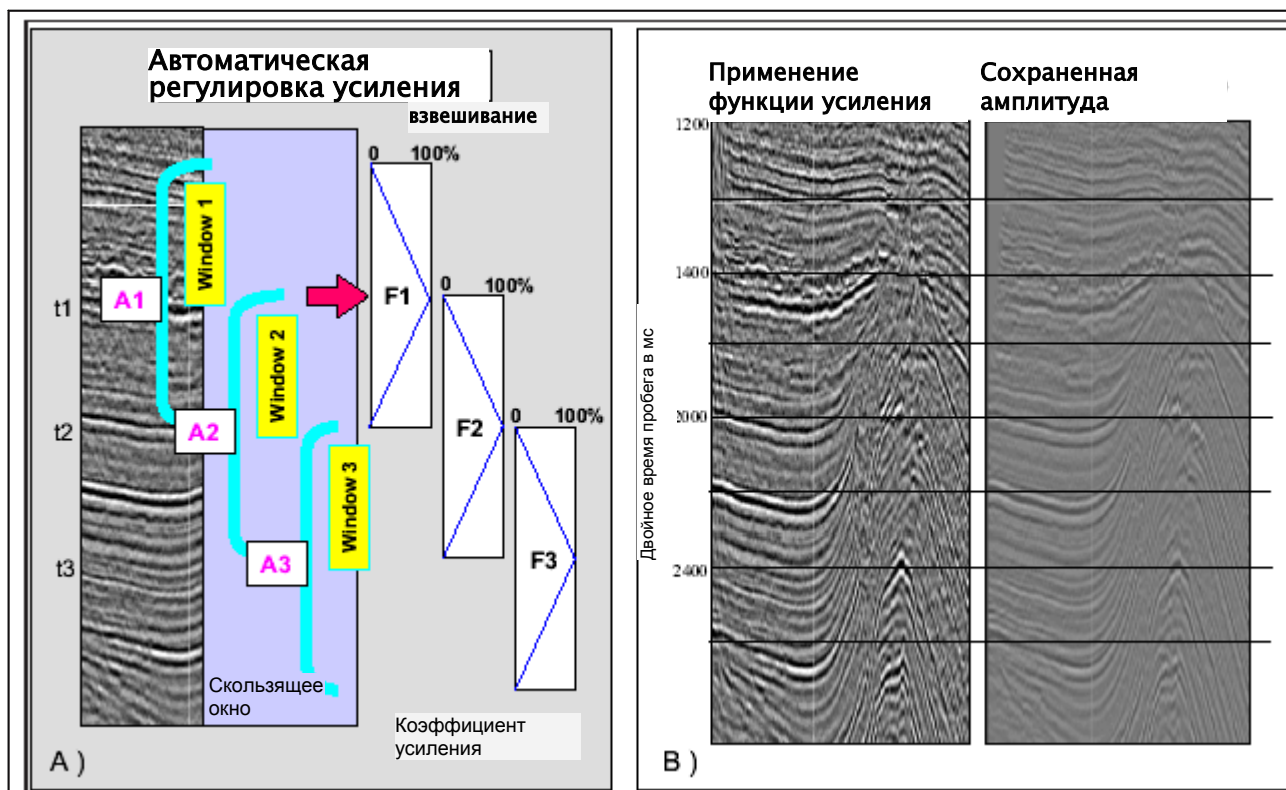 Автоматическая
регулировка усиления
взвешивание
0 100%
Window 1
A1
t1
F1
0 100%
Window 2
A2
t2
F2
0 100%
Window 3
A3
t3
F3
Скользящее
окно
Коэффициент
усиления
A )
Применение
функции усиления
Сохраненная
амплитуда
Двойное время пробега в мс
1200
1400
2000
2400
B )